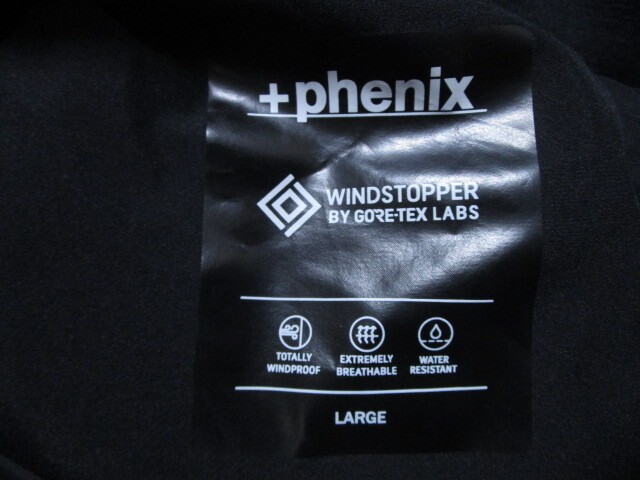 +phenix
WINDSTOPPER
BY GORE-TEX LABS
TOTALLY
WINDPROOF
EXTREMELY
BREATHABLE
WATER
RESISTANT
LARGE